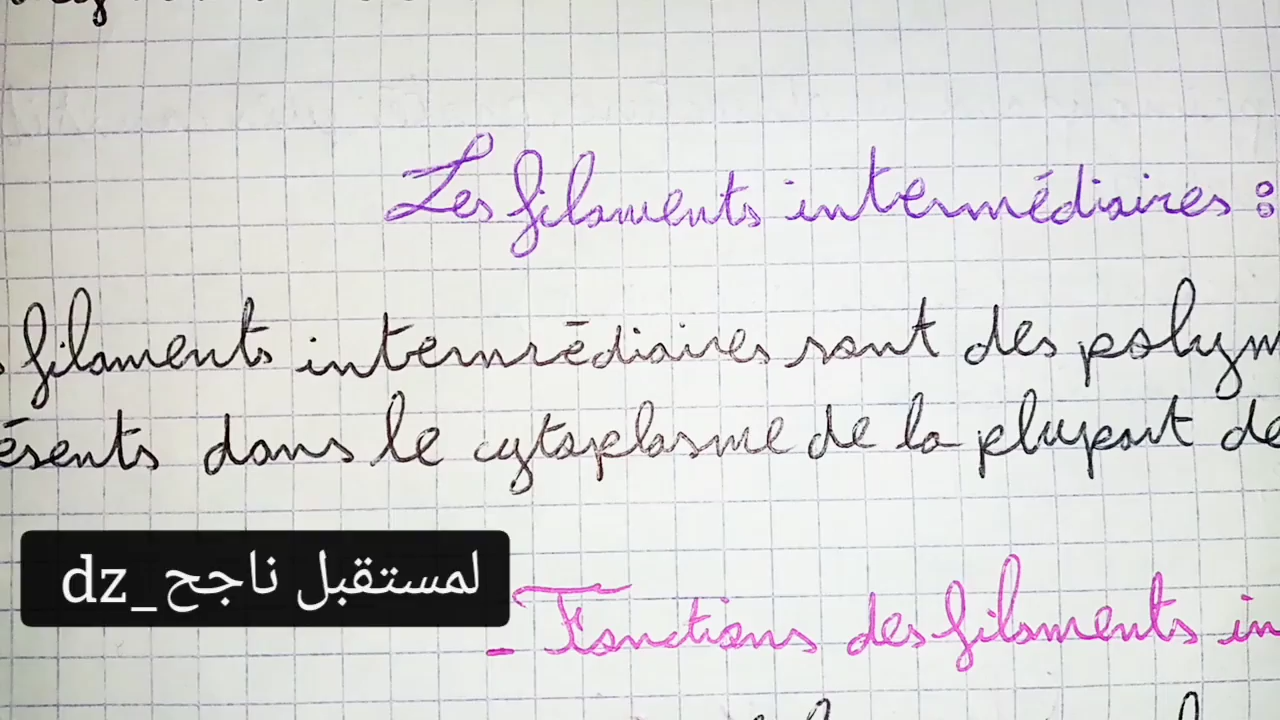 Les filaments intermédiaires :
filaments intermédiaires sont des polym
ésents dans le cytoplasme de la plupart de
لمستقبل ناجح_dz
- Fonctions des filaments in